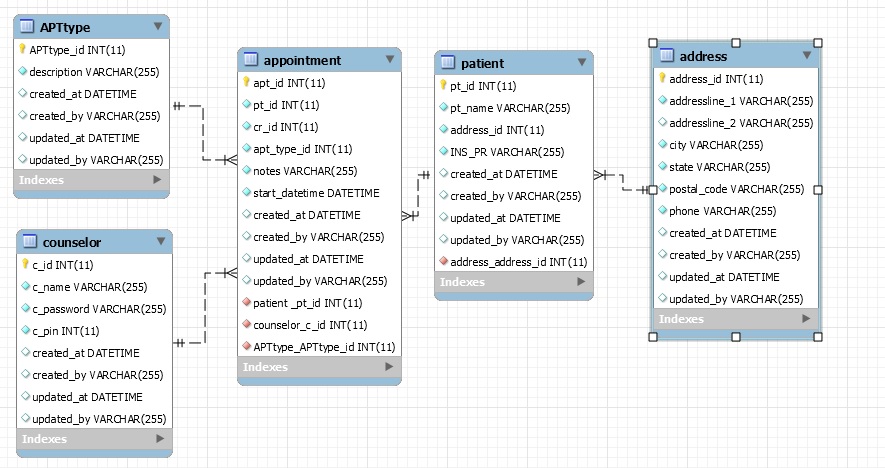 APTtype
APTtype_id INT(11)
description VARCHAR(255)
created_at DATETIME
created_by VARCHAR(255)
updated_at DATETIME
updated_by VARCHAR(255)
Indexes
counselor
c_id INT(11)
c_name VARCHAR(255)
c_password VARCHAR(255)
c_pin INT(11)
created_at DATETIME
created_by VARCHAR(255)
updated_at DATETIME
updated_by VARCHAR(255)
Indexes
appointment
apt_id INT(11)
pt_id INT(11)
cr_id INT(11)
apt_type_id INT(11)
notes VARCHAR(255)
start_datetime DATETIME
created_at DATETIME
created_by VARCHAR(255)
updated_at DATETIME
updated_by VARCHAR(255)
patient _pt_id INT(11)
counselor_c_id INT(11)
APTtype_APTtype_id INT(11)
Indexes
patient
pt_id INT(11)
pt_name VARCHAR(255)
address_id INT(11)
INS_PR VARCHAR(255)
created_at DATETIME
created_by VARCHAR(255)
updated_at DATETIME
updated_by VARCHAR(255)
address_address_id INT(11)
Indexes
address
address_id INT(11)
addressline_1 VARCHAR(255)
addressline_2 VARCHAR(255)
city VARCHAR(255)
state VARCHAR(255)
postal_code VARCHAR(255)
phone VARCHAR(255)
created_at DATETIME
created_by VARCHAR(255)
updated_at DATETIME
updated_by VARCHAR(255)
Indexes